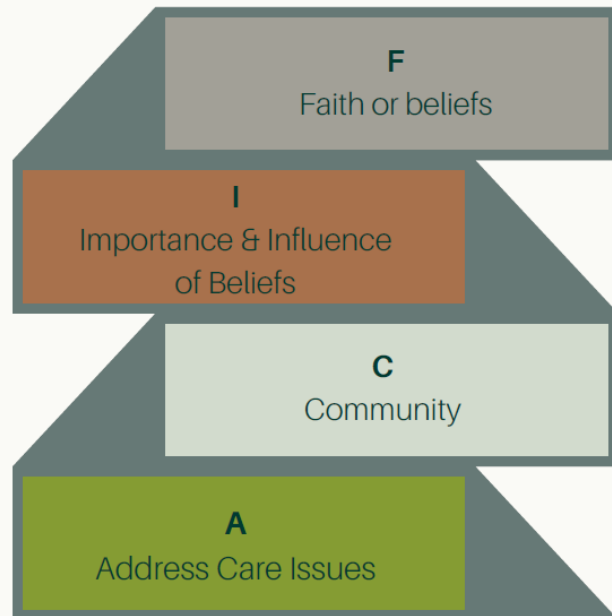 F
Faith or beliefs
I
Importance & Influence
of Beliefs
C
Community
A
Address Care Issues